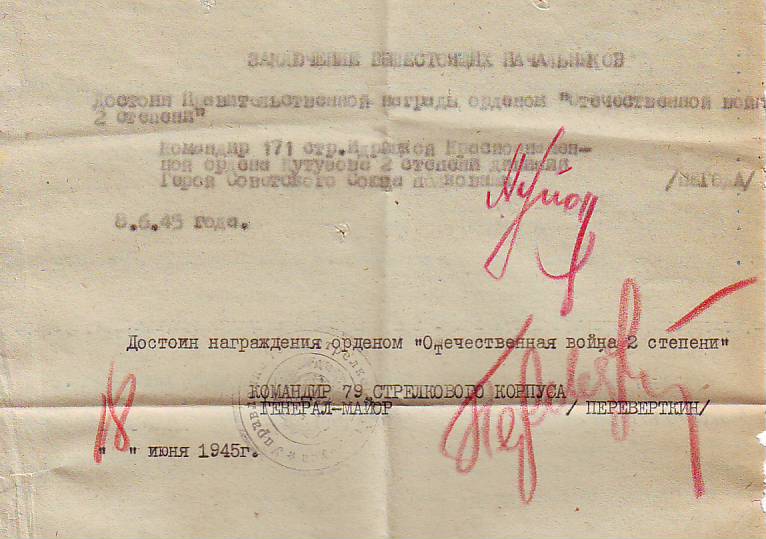 ЗАКЛЮЧЕНИЕ ВЫШЕСТОЯЩИХ НАЧАЛЬНИКОВ
Достоин Правительственной награды орденом "Отечественной войны
2 степени"
Командир 171 стр.Идрицкой Краснознамен-
ной ордена Кутузова 2 степени дивизии
Героя Советского Союза Полковник /НЕГОДА/
8.6.45 года.
Достоин награждения орденом "Отечественная война 2 степени"
КОМАНДИР 79 СТРЕЛКОВОГО КОРПУСА
ГЕНЕРАЛ-МАЙОР / ПЕРЕВЕРТКИН/
"18" июня 1945г.